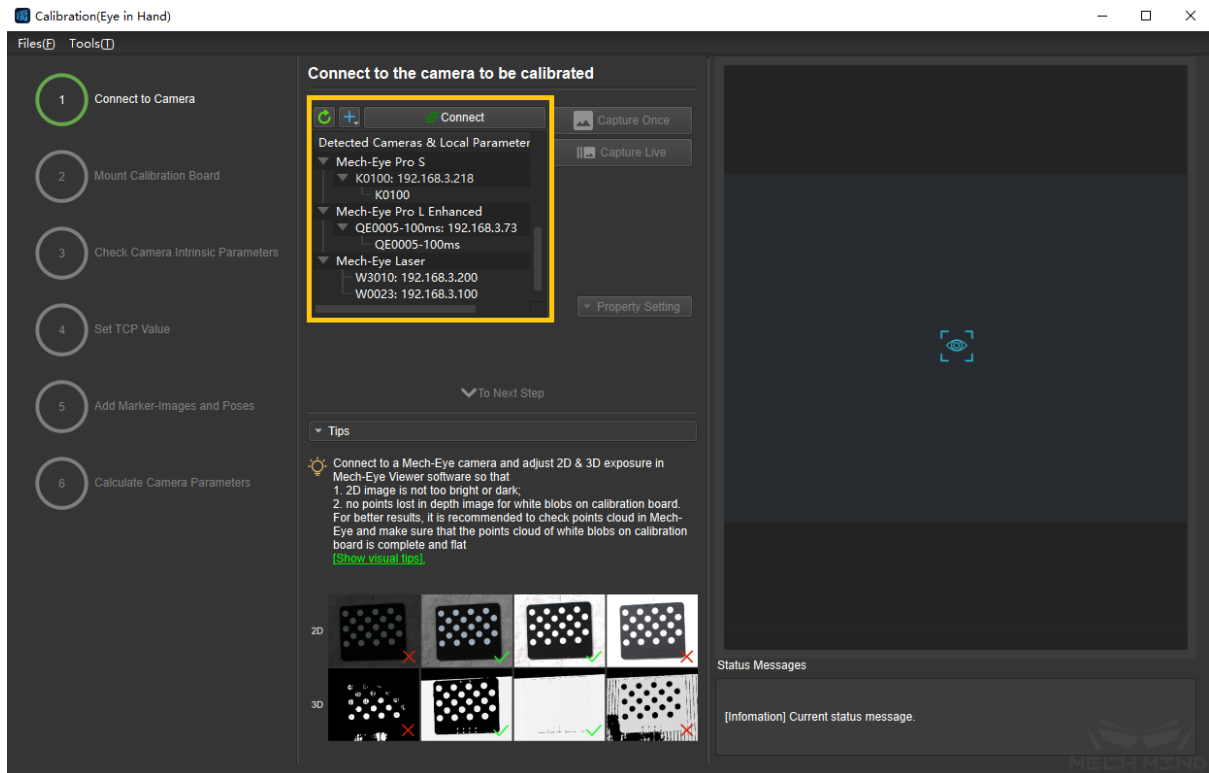 Calibration(Eye in Hand)
Files(F) Tools(T)
1 Connect to Camera
2 Mount Calibration Board
3 Check Camera Intrinsic Parameters
4 Set TCP Value
5 Add Marker-Images and Poses
6 Calculate Camera Parameters
Connect to the camera to be calibrated
Connect
Capture Once
Capture Live
Detected Cameras & Local Parameter
Mech-Eye Pro S
K0100: 192.168.3.218
K0100
Mech-Eye Pro L Enhanced
QE0005-100ms: 192.168.3.73
QE0005-100ms
Mech-Eye Laser
W3010: 192.168.3.200
W0023: 192.168.3.100
Property Setting
To Next Step
Tips
Connect to a Mech-Eye camera and adjust 2D & 3D exposure in
Mech-Eye Viewer software so that
1. 2D image is not too bright or dark;
2. no points lost in depth image for white blobs on calibration board.
For better results, it is recommended to check points cloud in Mech-
Eye and make sure that the points cloud of white blobs on calibration
board is complete and flat
[Show visual tips].
2D
3D
Status Messages
[Infomation] Current status message.
MECH MIND